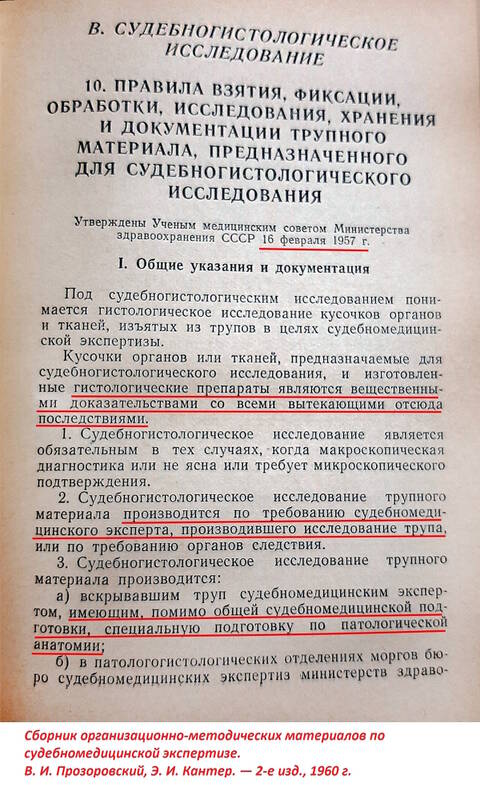 В. СУДЕБНОГИСТОЛОГИЧЕСКОЕ
ИССЛЕДОВАНИЕ
10. ПРАВИЛА ВЗЯТИЯ, ФИКСАЦИИ,
ОБРАБОТКИ, ИССЛЕДОВАНИЯ, ХРАНЕНИЯ
И ДОКУМЕНТАЦИИ ТРУПНОГО
МАТЕРИАЛА, ПРЕДНАЗНАЧЕННОГО
ДЛЯ СУДЕБНОГИСТОЛОГИЧЕСКОГО
ИССЛЕДОВАНИЯ
Утверждены Ученым медицинским советом Министерства
здравоохранения СССР 16 февраля 1957 г.
I. Общие указания и документация
Под судебногистологическим исследованием пони-
мается гистологическое исследование кусочков органов
и тканей, изъятых из трупов в целях судебномедицин-
ской экспертизы.
Кусочки органов или тканей, предназначаемые для
судебногистологического исследования, и изготовлен-
ные гистологические препараты являются вещественны-
ми доказательствами со всеми вытекающими отсюда
последствиями.
1. Судебногистологическое исследование является
обязательным в тех случаях, когда макроскопическая
диагностика или не ясна или требует микроскопического
подтверждения.
2. Судебногистологическое исследование трупного
материала производится по требованию судебномеди-
цинского эксперта, производившего исследование трупа,
или по требованию органов следствия.
3. Судебногистологическое исследование трупного
материала производится:
а) вскрывавшим труп судебномедицинским экспер-
том, имеющим, помимо общей судебномедицинской под-
готовки, специальную подготовку по патологической
анатомии;
б) в патологогистологических отделениях моргов бю-
ро судебномедицинских экспертиз министерств здраво-
Сборник организационно-методических материалов по
судебномедицинской экспертизе.
В. И. Прозоровский, Э. И. Кантер. — 2-е изд., 1960 г.